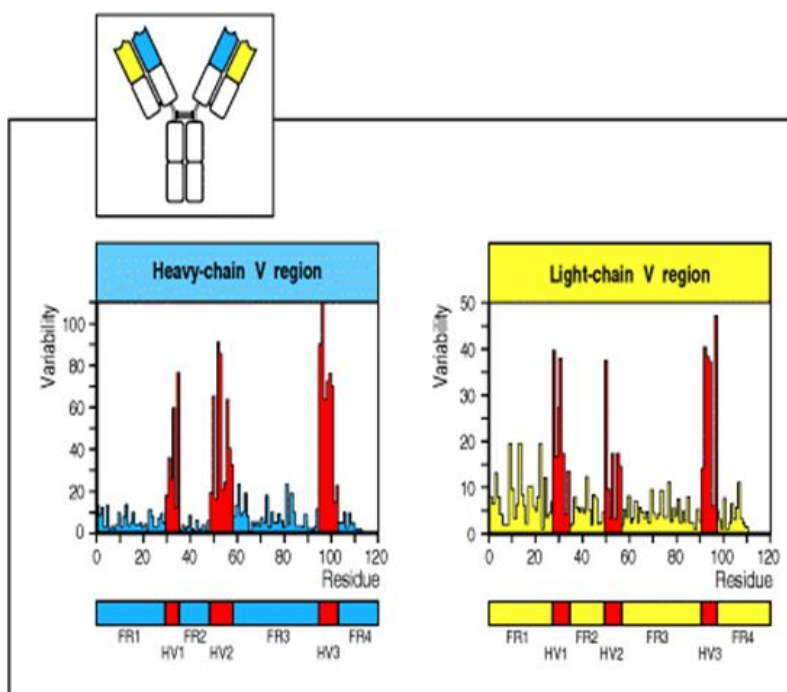 Heavy-chain V region
Variability
100
80
60
40
20
0
0 20 40 60 80 100 120
Residue
FR1 FR2 FR3 FR4
HV1 HV2 HV3
Light-chain V region
Variability
50
40
30
20
10
0
0 20 40 60 80 100 120
Residue
FR1 FR2 FR3 FR4
HV1 HV2 HV3